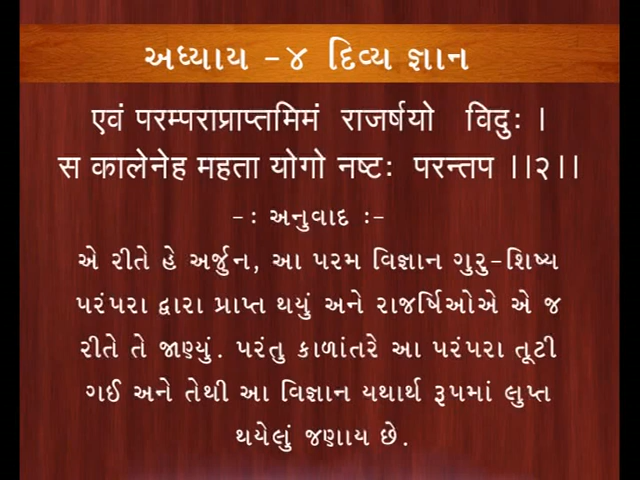 અધ્યાય -૪ દિવ્ય જ્ઞાન
एवं परम्पराप्राप्तमिमं राजर्षयो विदुः ।
स कालेनेह महता योगो नष्टः परन्तप ।।२।।
-: અનુવાદ :-
એ રીતે હે અર્જુન, આ પરમ વિજ્ઞાન ગુરુ-શિષ્ય
પરંપરા દ્વારા પ્રાપ્ત થયું અને રાજર્ષિઓએ એ જ
રીતે તે જાણ્યું. પરંતુ કાળાંતરે આ પરંપરા તૂટી
ગઈ અને તેથી આ વિજ્ઞાન યથાર્થ રૂપમાં લુપ્ત
થયેલું જણાય છે.